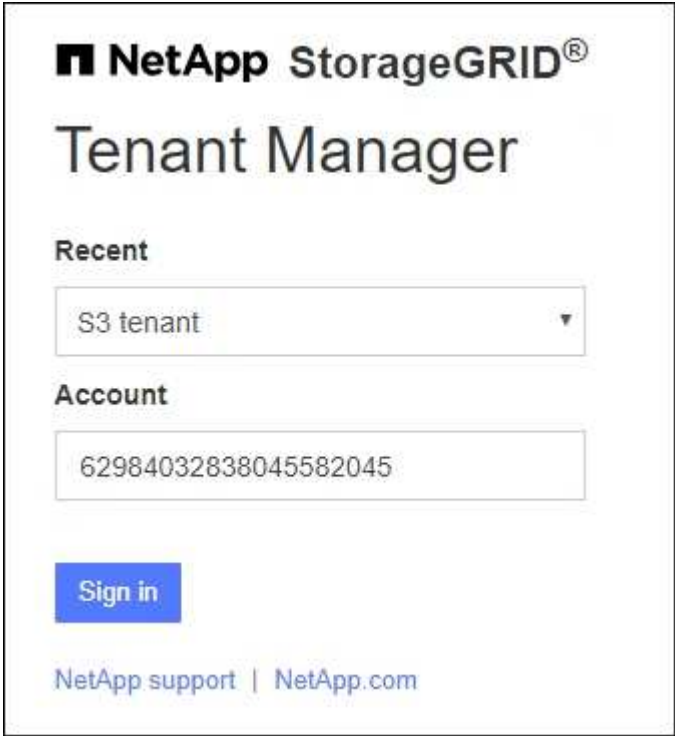 NetApp StorageGRID®
Tenant Manager
Recent
S3 tenant
Account
62984032838045582045
Sign in
NetApp support | NetApp.com